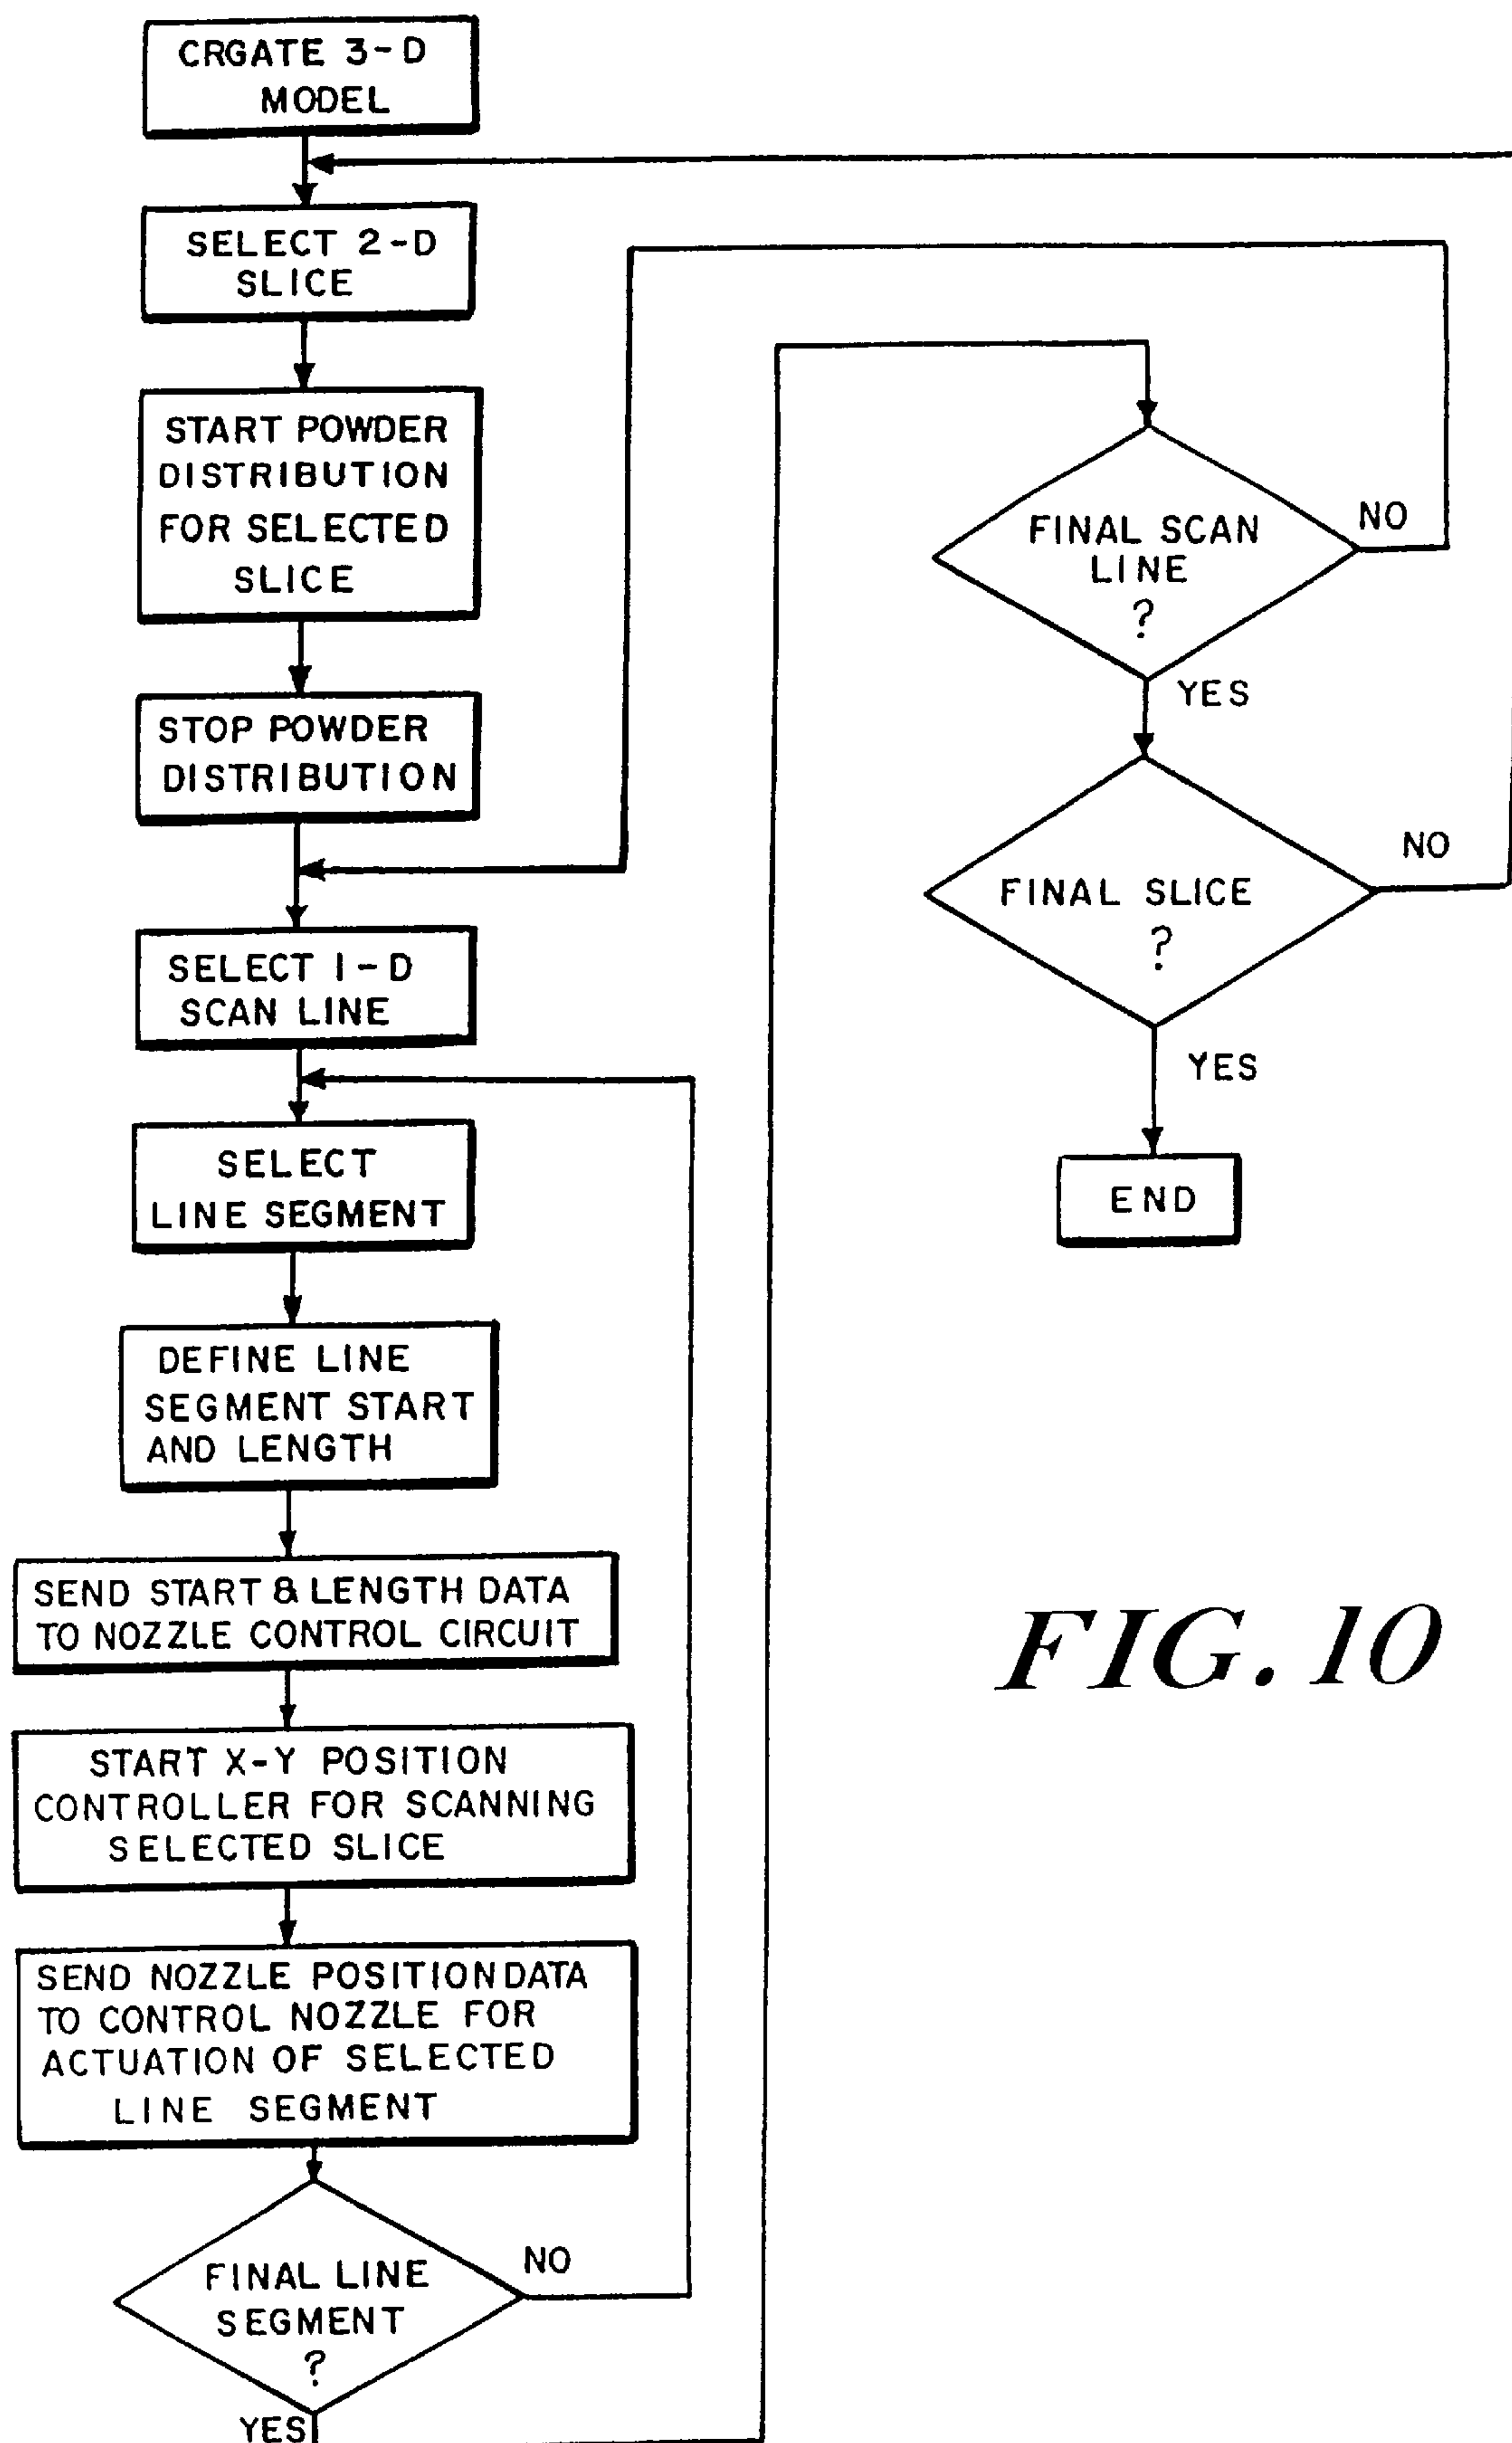 CRGATE 3-D
MODEL
SELECT 2-D
SLICE
START POWDER
DISTRIBUTION
FOR SELECTED
SLICE
STOP POWDER
DISTRIBUTION
SELECT 1-D
SCAN LINE
SELECT
LINE SEGMENT
DEFINE LINE
SEGMENT START
AND LENGTH
SEND START & LENGTH DATA
TO NOZZLE CONTROL CIRCUIT
START X-Y POSITION
CONTROLLER FOR SCANNING
SELECTED SLICE
SEND NOZZLE POSITION DATA
TO CONTROL NOZZLE FOR
ACTUATION OF SELECTED
LINE SEGMENT
FINAL LINE
SEGMENT
?
NO
YES
FINAL SCAN
LINE
?
NO
YES
FINAL SLICE
?
NO
YES
END
FIG. 10